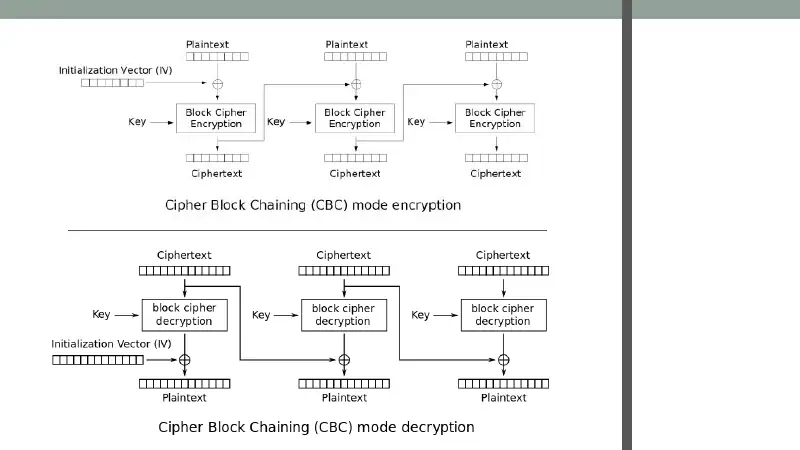 Plaintext Plaintext Plaintext
Initialization Vector (IV)
Key Block Cipher Encryption Key Block Cipher Encryption Key Block Cipher Encryption
Ciphertext Ciphertext Ciphertext
Cipher Block Chaining (CBC) mode encryption
Ciphertext Ciphertext Ciphertext
Key block cipher decryption Key block cipher decryption Key block cipher decryption
Initialization Vector (IV)
Plaintext Plaintext Plaintext
Cipher Block Chaining (CBC) mode decryption